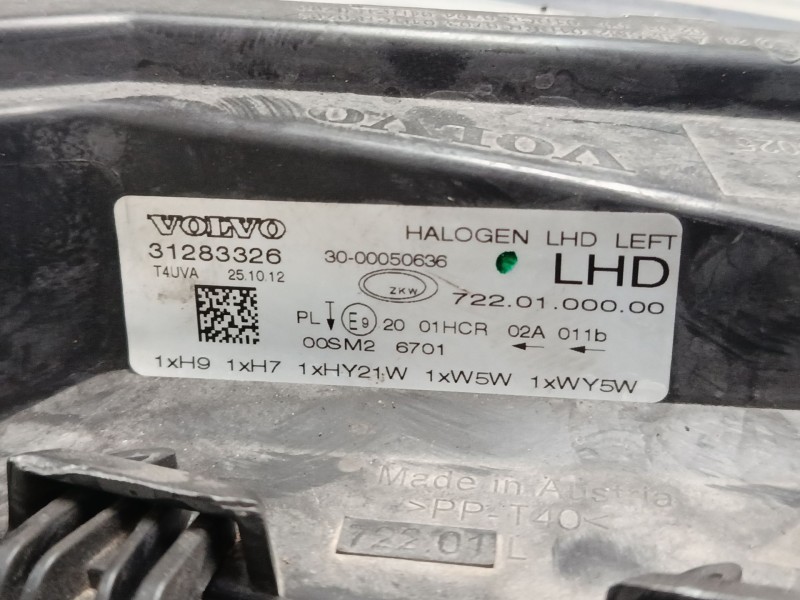 VOLVO
VOLVO
HALOGEN LHD LEFT
31283326
30-00050636
LHD
T4UVA 25.10.12
ZKW
722.01.000.00
PL E9 20 01HCR 02A 011b
00SM2 6701
1xH9 1xH7 1xHY21W 1xW5W 1xWY5W
Made in Austria
>PP-T40<
722.01 L